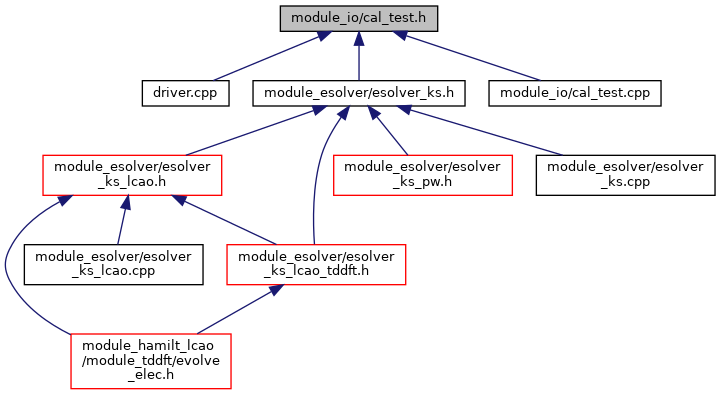 module_io/cal_test.h
driver.cpp
module_esolver/esolver_ks.h
module_io/cal_test.cpp
module_esolver/esolver
_ks_lcao.h
module_esolver/esolver
_ks_pw.h
module_esolver/esolver
_ks.cpp
module_esolver/esolver
_ks_lcao.cpp
module_esolver/esolver
_ks_lcao_tddft.h
module_hamilt_lcao
/module_tddft/evolve
_elec.h